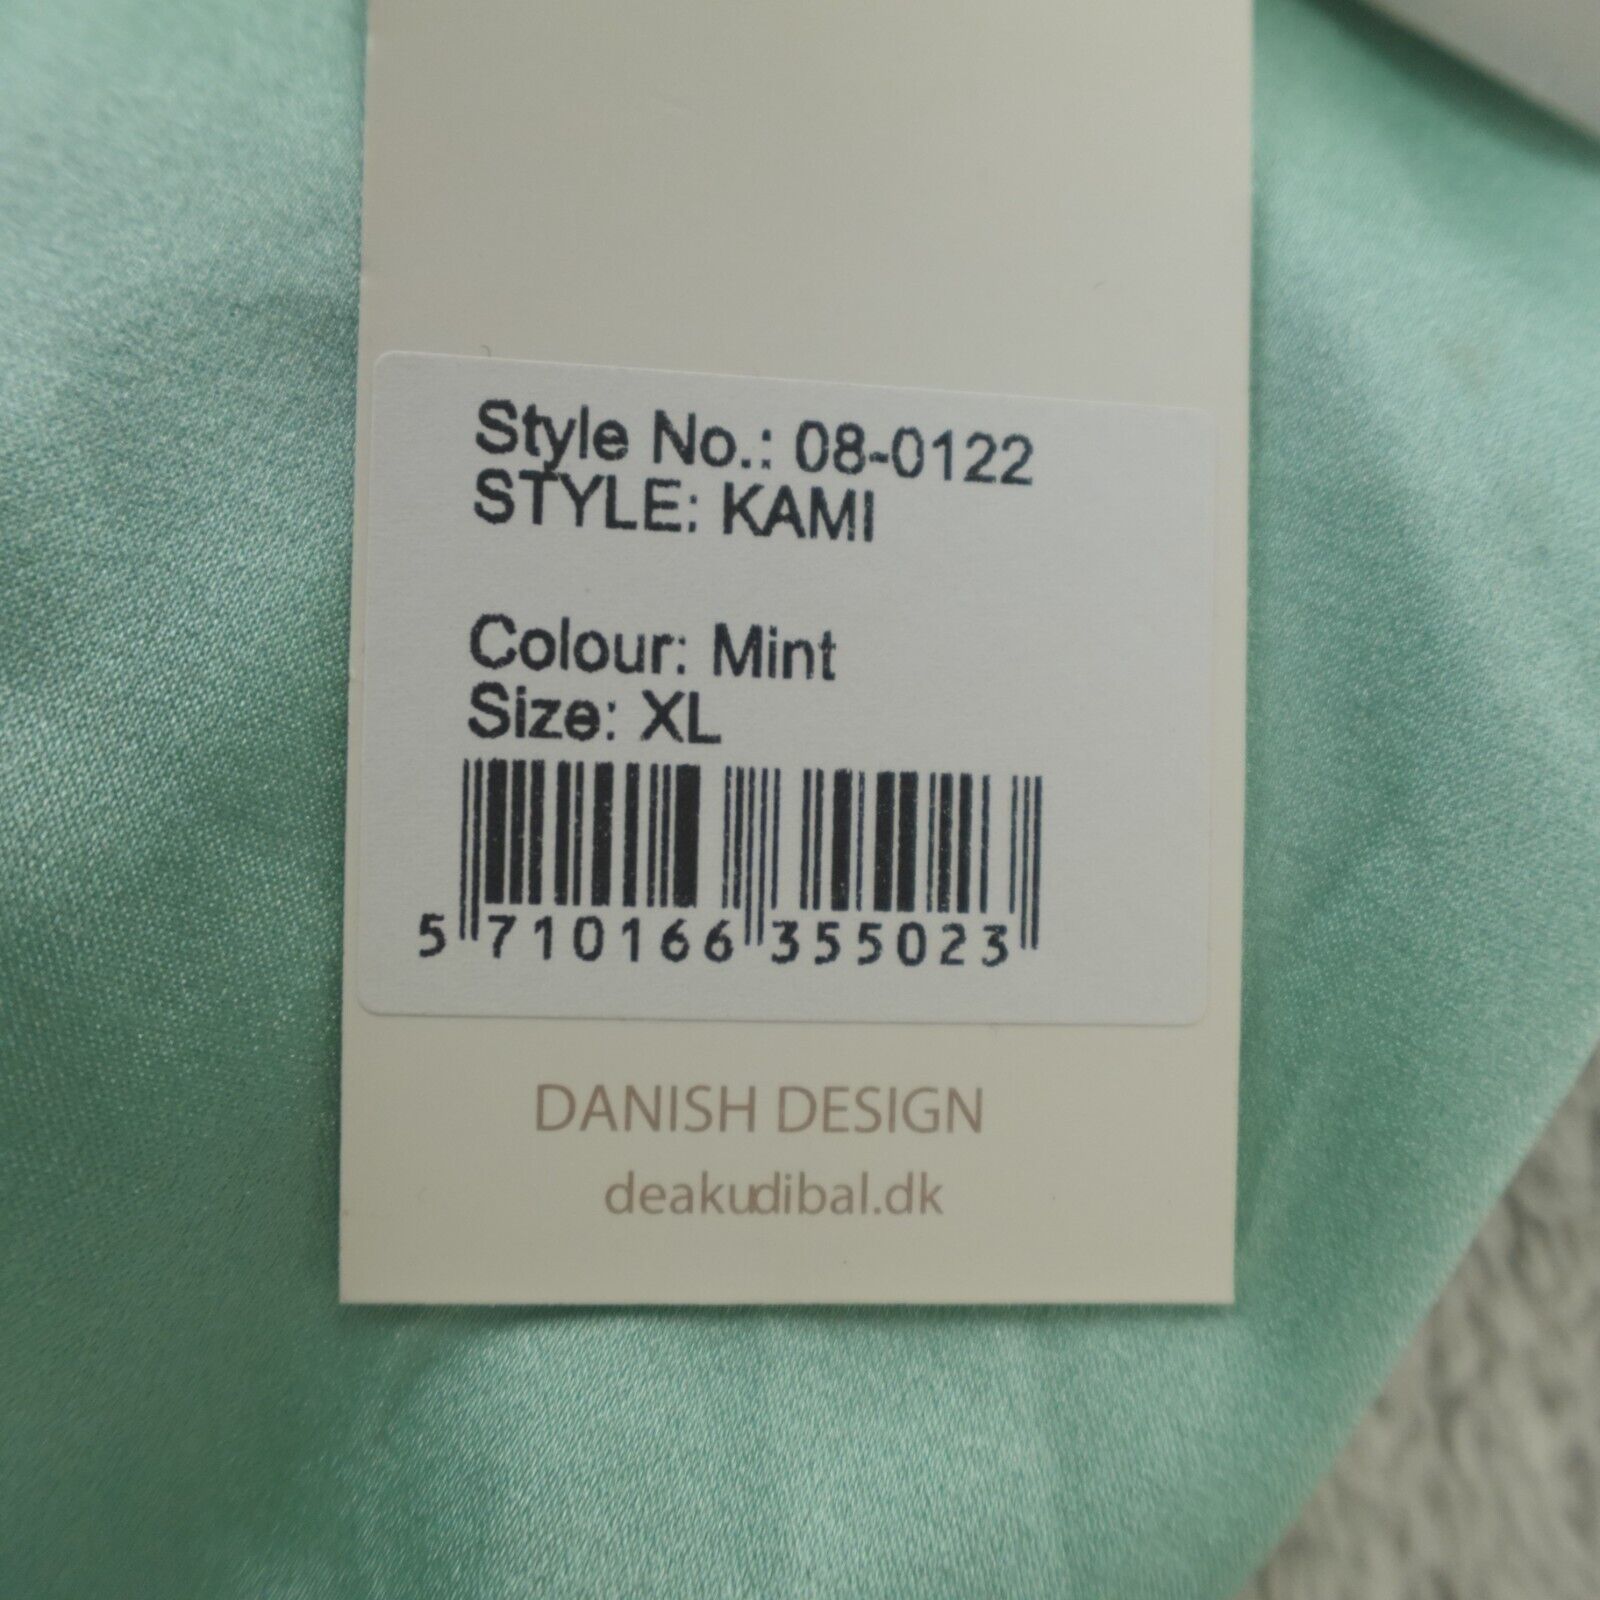 Style No.: 08-0122
STYLE: KAMI
Colour: Mint
Size: XL
5 710166 355023
DANISH DESIGN
deakudibal.dk